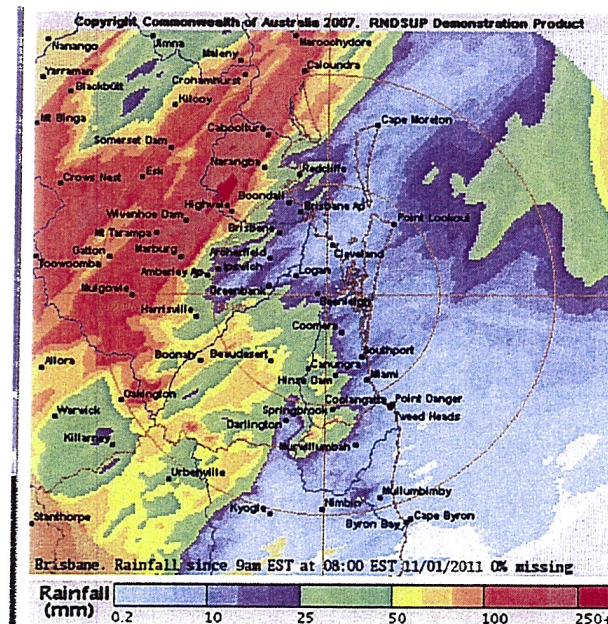 Copyright Commonwealth of Australia 2007. RNDSUP Demonstration Product
Nanango
Jimna
Maleny
Maroochydore
Yarraman
Crohamhurst
Caloundra
Blackbutt
Kilcoy
Mt Binga
Caboolture
Cape Moreton
Somerset Dam
Narangba
Redcliffe
Crows Nest
Esk
Boondall
Highvale
Brisbane Ap
Wivenhoe Dam
Point Lookout
Mt Tarampa
Brisbane
Gatton
Marburg
Archerfield
Cleveland
Toowoomba
Amberley Ap
Ipswich
Logan
Mulgowie
Greenbank
Beenleigh
Harrisville
Coomera
Allora
Boonah
Beaudesert
Southport
Canungra
Hinze Dam
Miami
Oakington
Warwick
Springbrook
Coolangatta
Point Danger
Darlington
Tweed Heads
Killarney
Murwillumbah
Urbenville
Mullumbimby
Stanthorpe
Kyogle
Nimbin
Byron Bay
Cape Byron
Brisbane. Rainfall since 9am EST at 08:00 EST 11/01/2011 0% missing
Rainfall
(mm)
0.2 10 25 50 100 250+